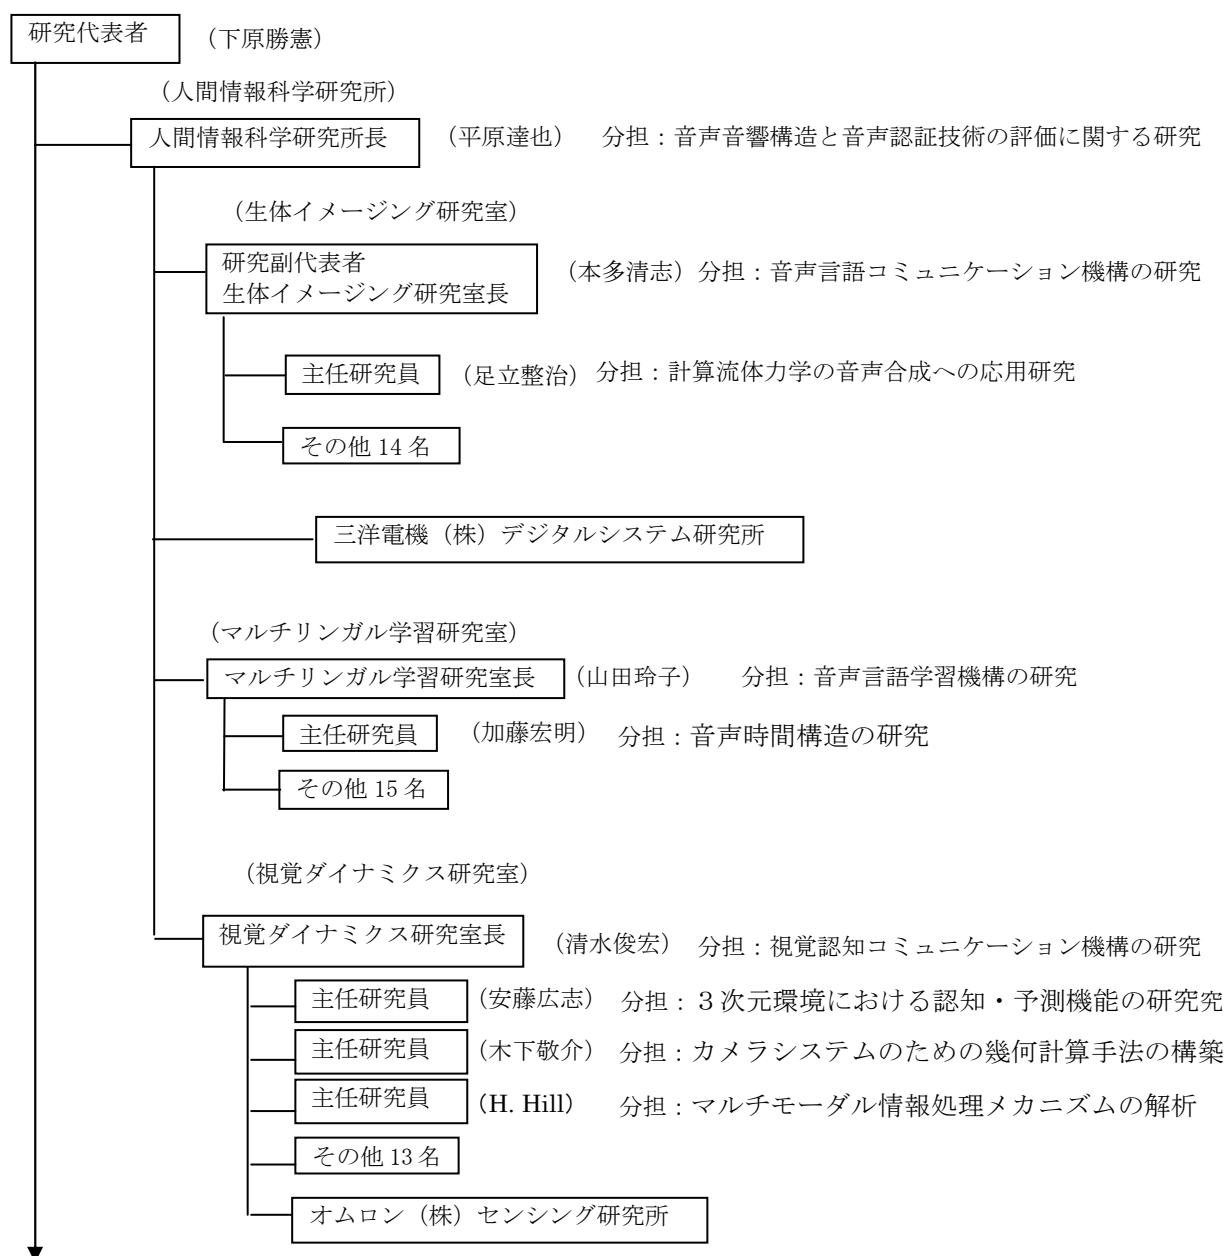 研究代表者 (下原勝憲)
(人間情報科学研究所)
人間情報科学研究所長 (平原達也) 分担：音声音響構造と音声認証技術の評価に関する研究
(生体イメージング研究室)
研究副代表者
生体イメージング研究室長 (本多清志) 分担：音声言語コミュニケーション機構の研究
主任研究員 (足立整治) 分担：計算流体力学の音声合成への応用研究
その他 14 名
三洋電機（株）デジタルシステム研究所
(マルチリンガル学習研究室)
マルチリンガル学習研究室長 (山田玲子) 分担：音声言語学習機構の研究
主任研究員 (加藤宏明) 分担：音声時間構造の研究
その他 15 名
(視覚ダイナミクス研究室)
視覚ダイナミクス研究室長 (清水俊宏) 分担：視覚認知コミュニケーション機構の研究
主任研究員 (安藤広志) 分担：３次元環境における認知・予測機能の研究究
主任研究員 (木下敬介) 分担：カメラシステムのための幾何計算手法の構築
主任研究員 (H. Hill) 分担：マルチモーダル情報処理メカニズムの解析
その他 13 名
オムロン（株）センシング研究所